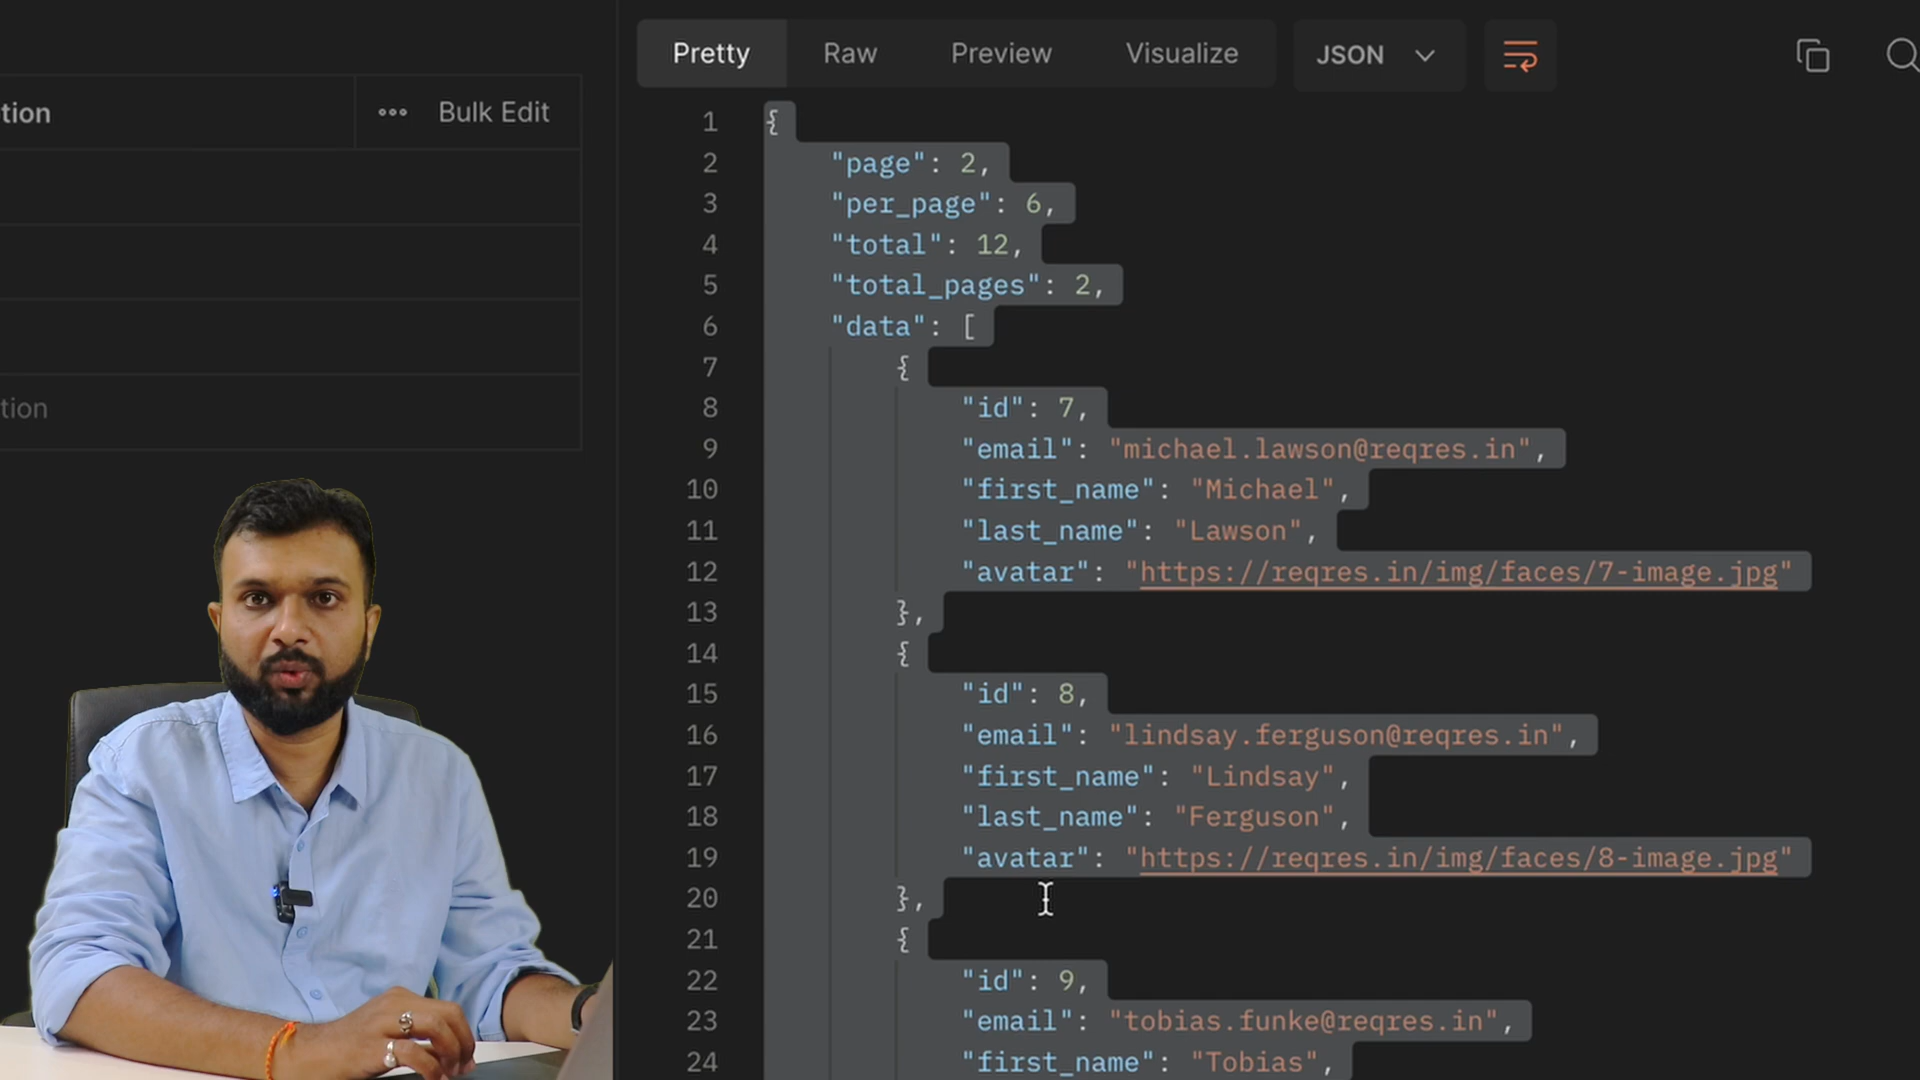 Pretty Raw Preview Visualize JSON
tion ••• Bulk Edit
tion
1 {
2 "page": 2,
3 "per_page": 6,
4 "total": 12,
5 "total_pages": 2,
6 "data": [
7 {
8 "id": 7,
9 "email": "michael.lawson@reqres.in",
10 "first_name": "Michael",
11 "last_name": "Lawson",
12 "avatar": "https://reqres.in/img/faces/7-image.jpg"
13 },
14 {
15 "id": 8,
16 "email": "lindsay.ferguson@reqres.in",
17 "first_name": "Lindsay",
18 "last_name": "Ferguson",
19 "avatar": "https://reqres.in/img/faces/8-image.jpg"
20 },
21 {
22 "id": 9,
23 "email": "tobias.funke@reqres.in",
24 "first_name": "Tobias",